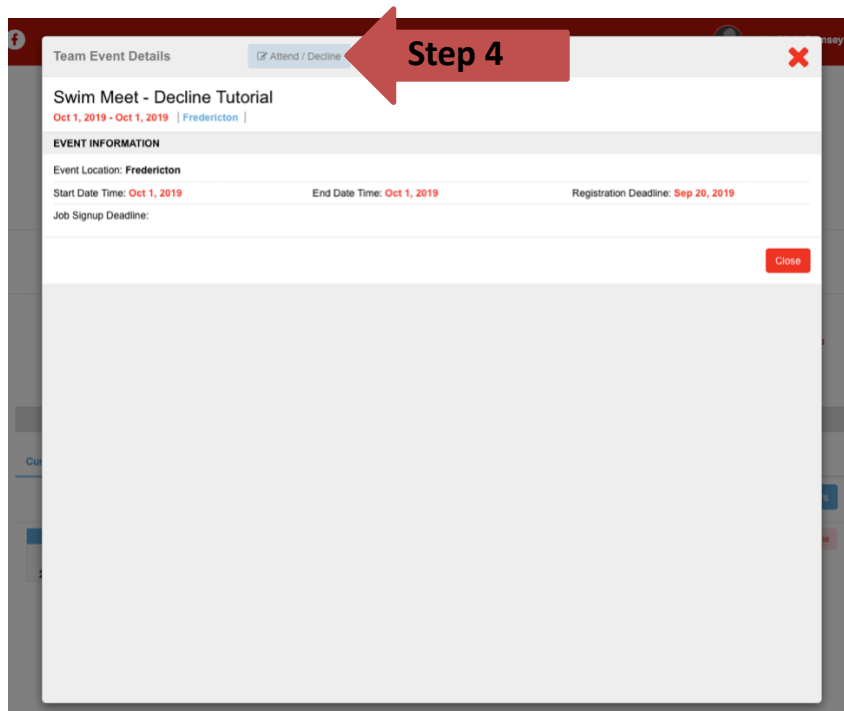 Team Event Details
Attend / Decline
Step 4
Swim Meet - Decline Tutorial
Oct 1, 2019 - Oct 1, 2019 | Fredericton |
EVENT INFORMATION
Event Location: Fredericton
Start Date Time: Oct 1, 2019 End Date Time: Oct 1, 2019 Registration Deadline: Sep 20, 2019
Job Signup Deadline:
Close